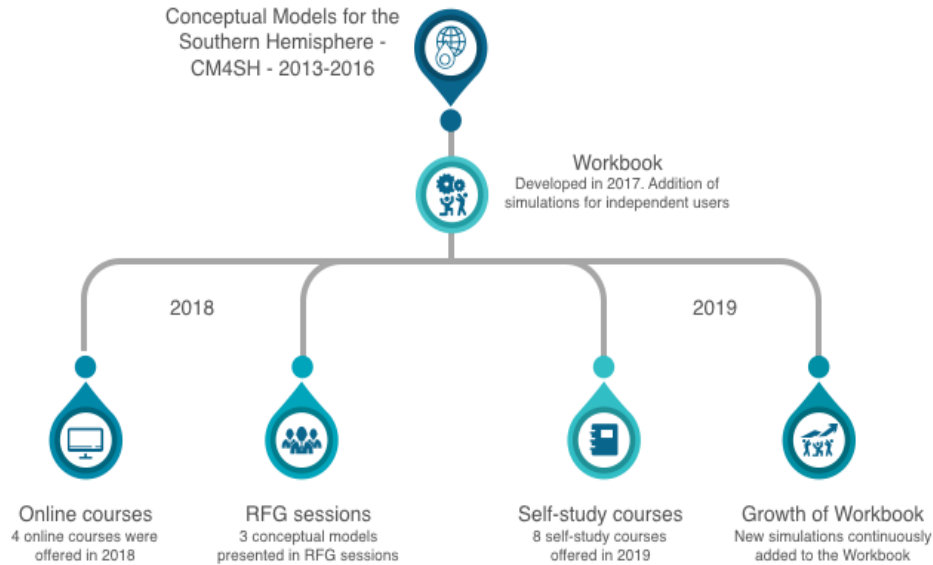 Conceptual Models for the
Southern Hemisphere -
CM4SH - 2013-2016
Workbook
Developed in 2017. Addition of
simulations for independent users
2018
2019
Online courses
4 online courses were
offered in 2018
RFG sessions
3 conceptual models
presented in RFG sessions
Self-study courses
8 self-study courses
offered in 2019
Growth of Workbook
New simulations continuously
added to the Workbook